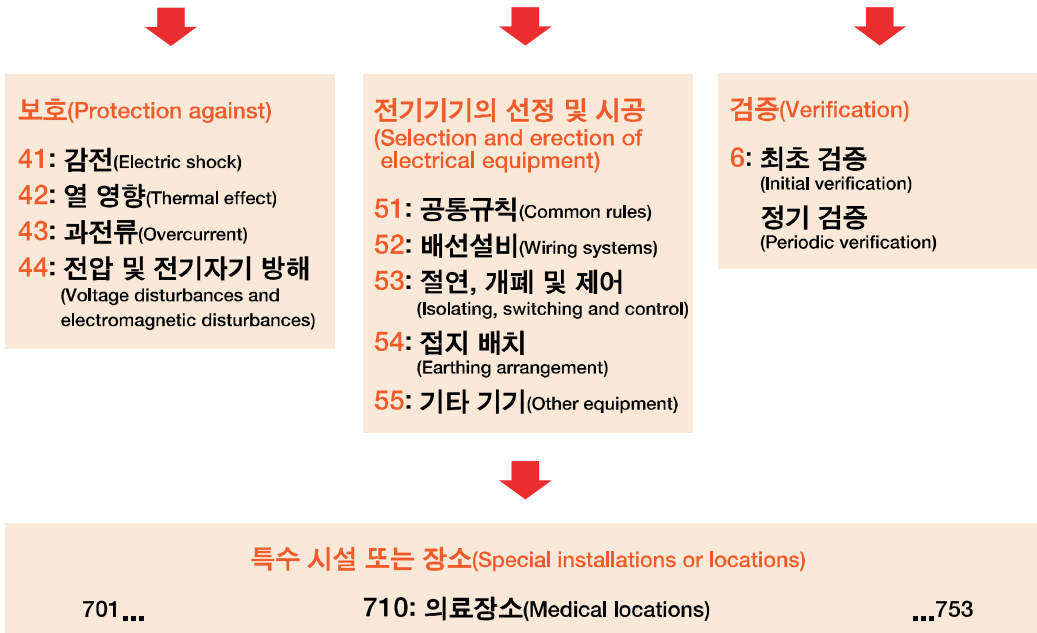 보호(Protection against)
41: 감전(Electric shock)
42: 열 영향(Thermal effect)
43: 과전류(Overcurrent)
44: 전압 및 전기자기 방해
(Voltage disturbances and
electromagnetic disturbances)
전기기기의 선정 및 시공
(Selection and erection of
electrical equipment)
51: 공통규칙(Common rules)
52: 배선설비(Wiring systems)
53: 절연, 개폐 및 제어
(Isolating, switching and control)
54: 접지 배치
(Earthing arrangement)
55: 기타 기기(Other equipment)
검증(Verification)
6: 최초 검증
(Initial verification)
정기 검증
(Periodic verification)
특수 시설 또는 장소(Special installations or locations)
701... 710: 의료장소(Medical locations) ...753